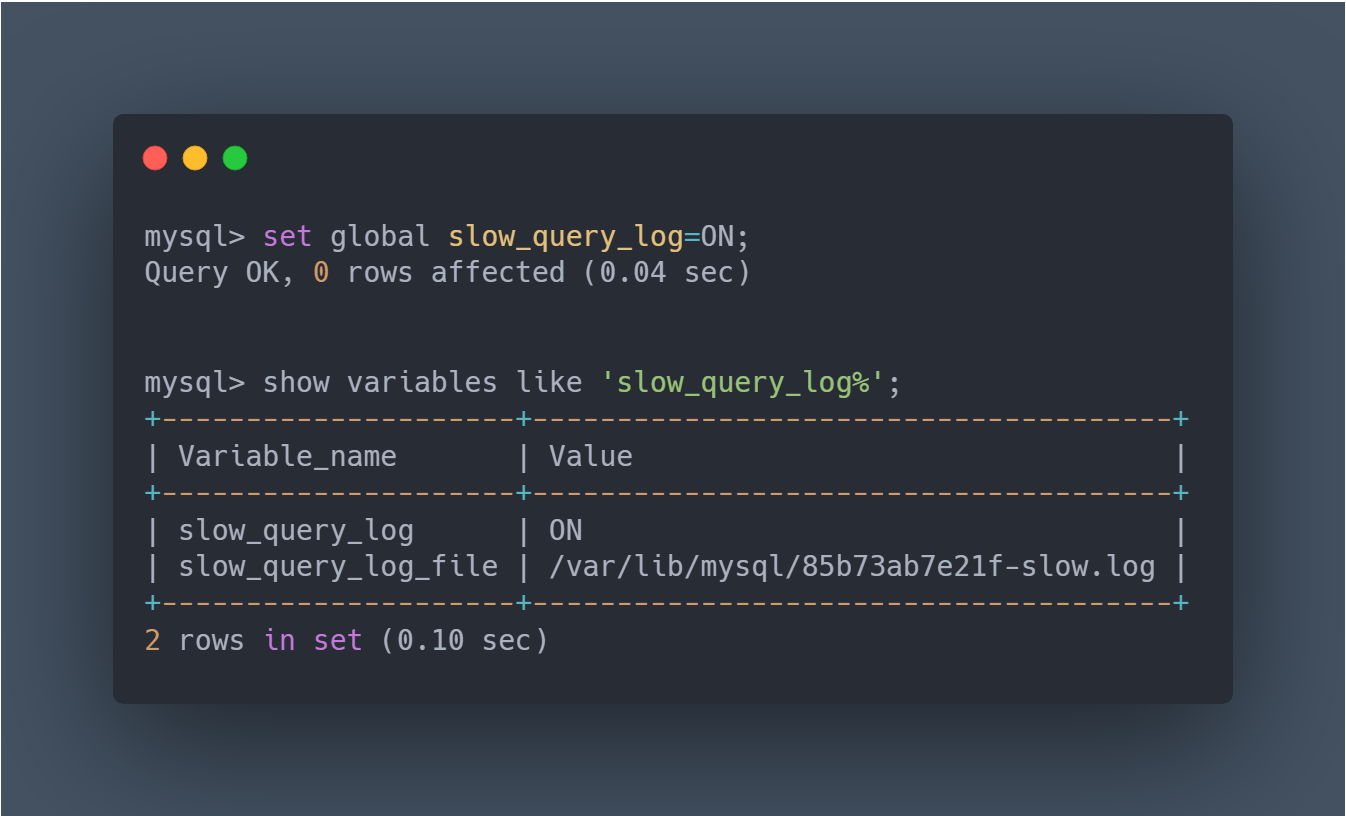 mysql> set global slow_query_log=ON;
Query OK, 0 rows affected (0.04 sec)
mysql> show variables like 'slow_query_log%';
+---------------------+--------------------------------------+
| Variable_name       | Value                                |
+---------------------+--------------------------------------+
| slow_query_log      | ON                                   |
| slow_query_log_file | /var/lib/mysql/85b73ab7e21f-slow.log |
+---------------------+--------------------------------------+
2 rows in set (0.10 sec)